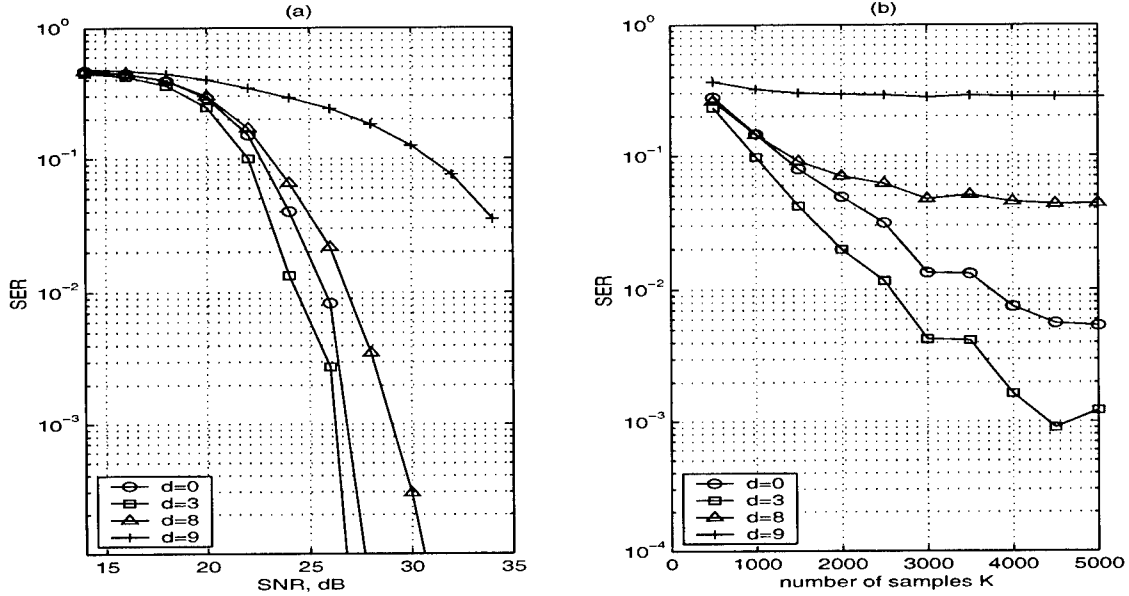 (a)
10^0
10^-1
10^-2
10^-3
SER
15 20 25 30 35
SNR, dB
d=0
d=3
d=8
d=9
(b)
10^0
10^-1
10^-2
10^-3
10^-4
SER
0 1000 2000 3000 4000 5000
number of samples K
d=0
d=3
d=8
d=9